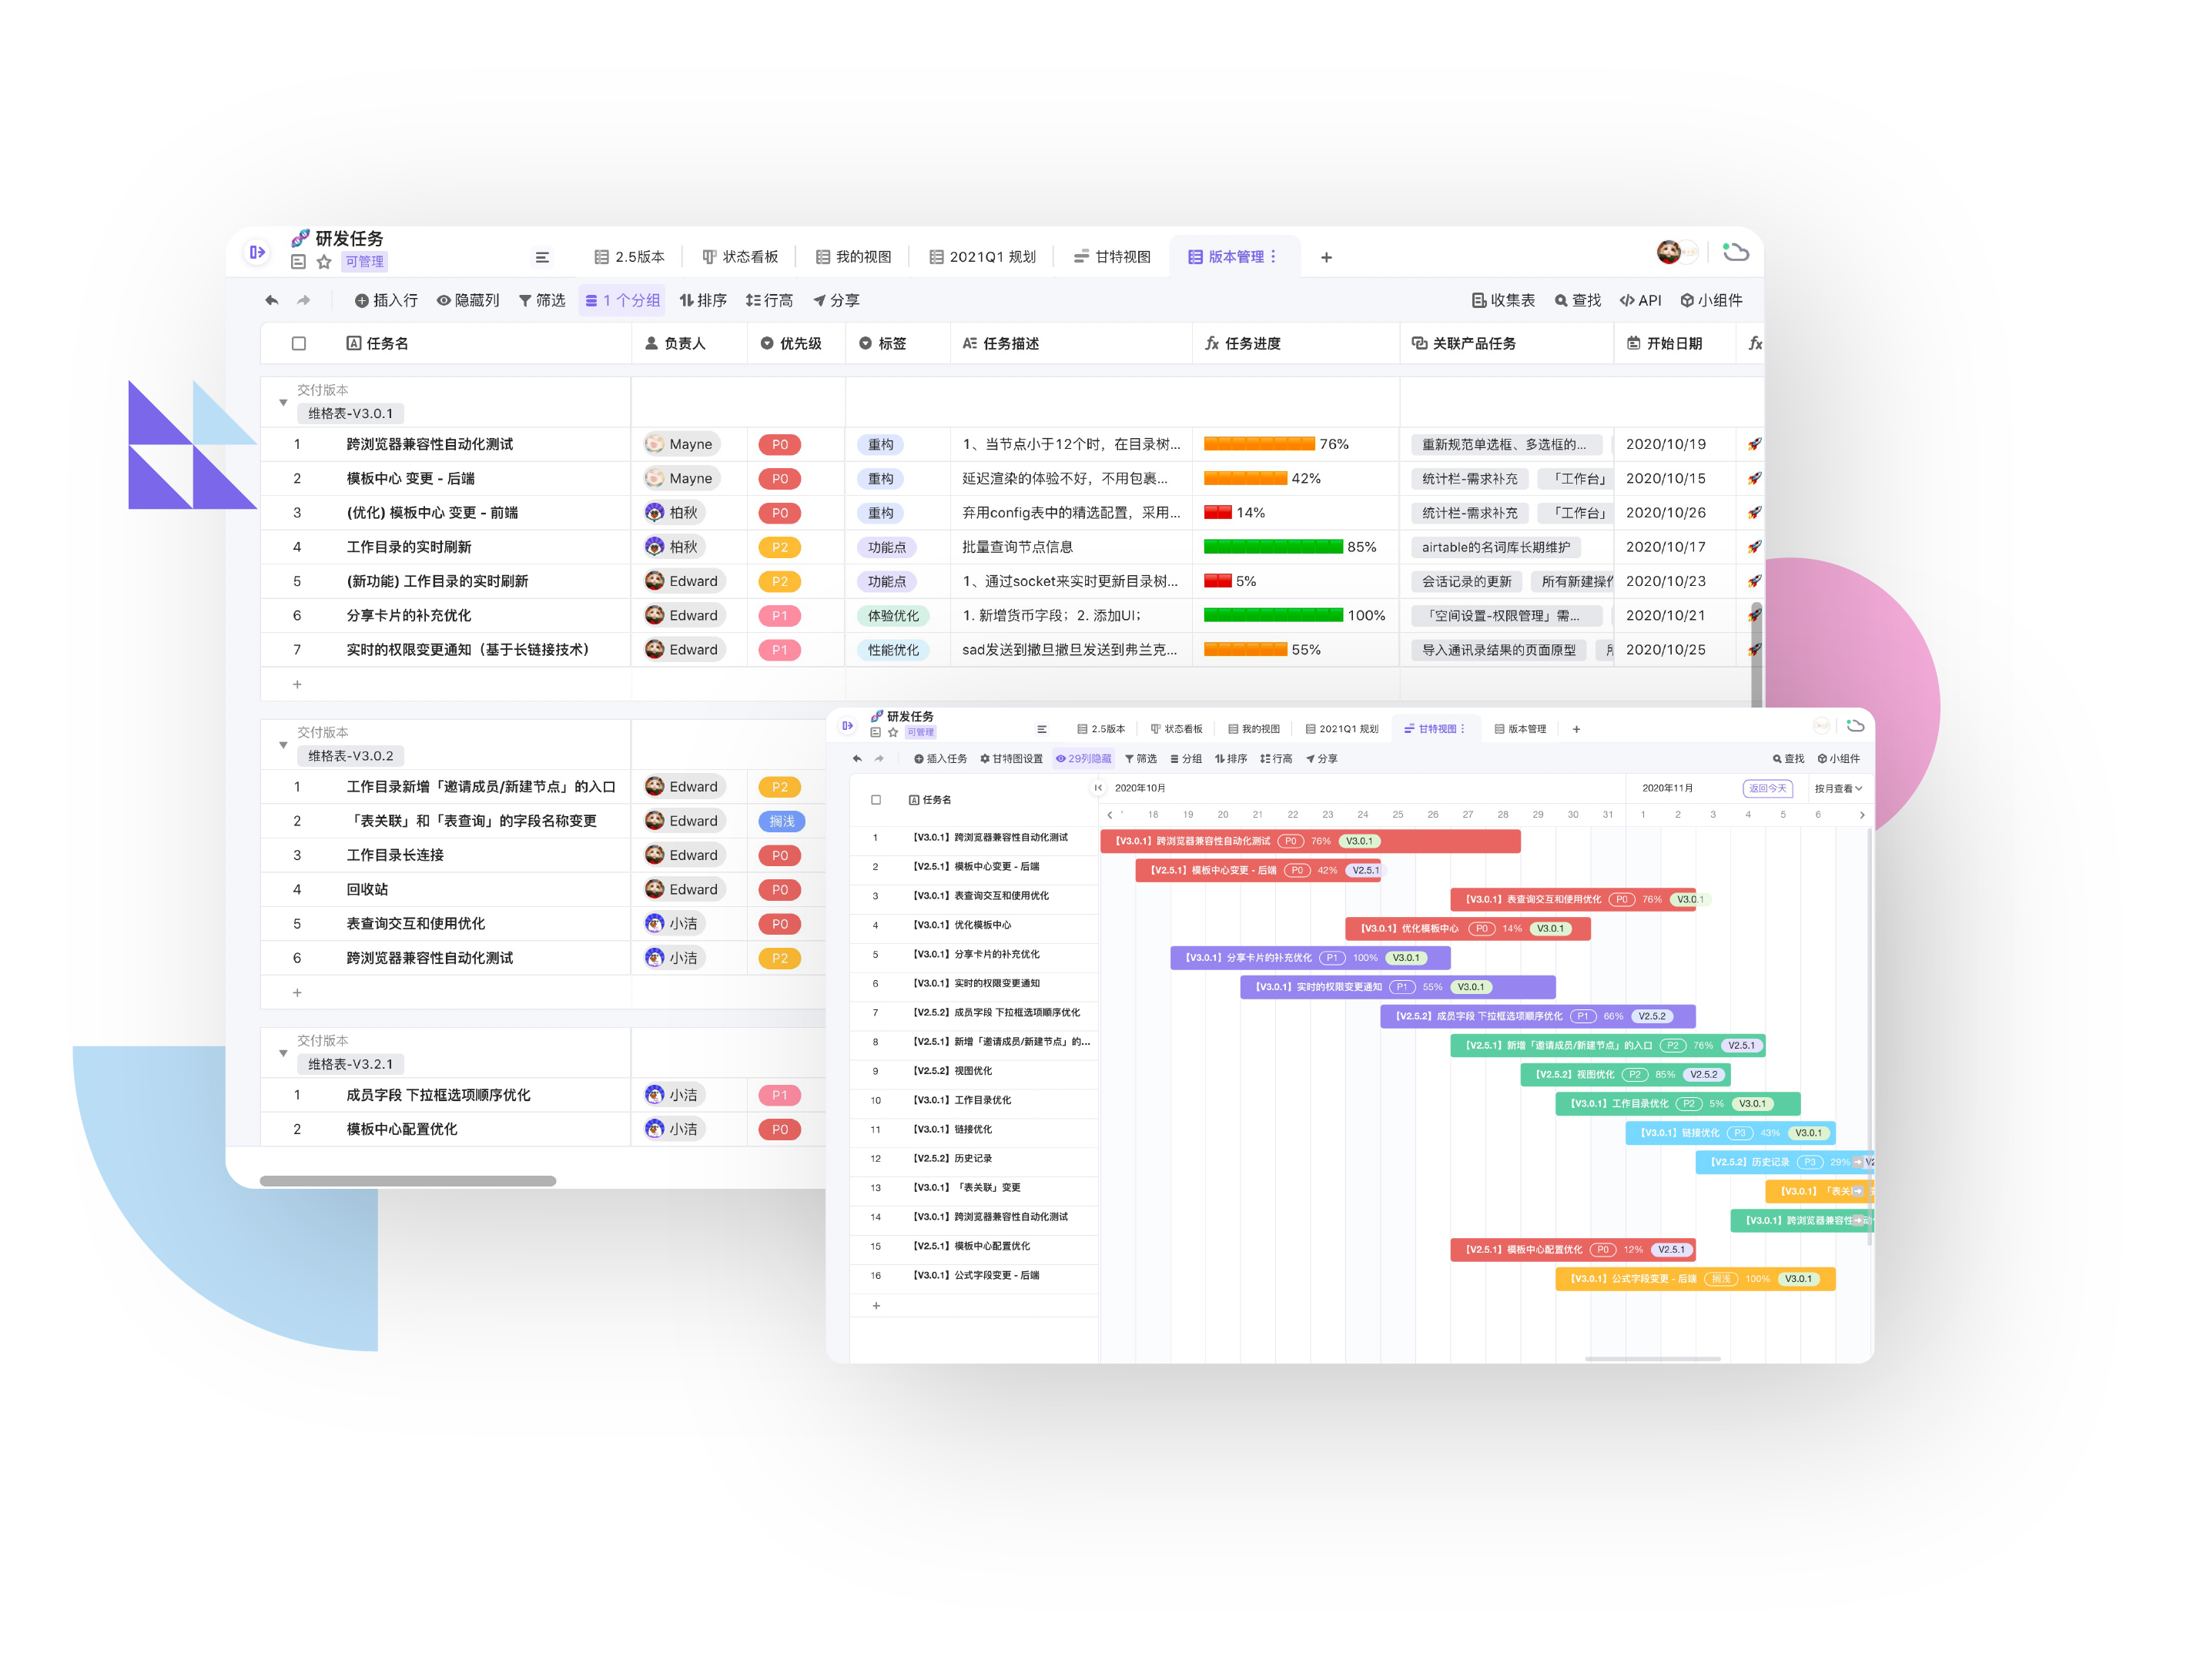 研发任务
可管理
2.5版本 状态看板 我的视图 2021Q1 规划 甘特视图 版本管理
插入行 隐藏列 筛选 1 个分组 排序 行高 分享 收集表 查找 API 小组件
任务名 负责人 优先级 标签 任务描述 任务进度 关联产品任务 开始日期
交付版本
维格表-V3.0.1
1 跨浏览器兼容性自动化测试 Mayne P0 重构 1、当节点小于12个时，在目录树... 76% 重新规范单选框、多选框的... 2020/10/19
2 模板中心 变更 - 后端 Mayne P0 重构 延迟渲染的体验不好，不用包裹... 42% 统计栏-需求补充 「工作台」 2020/10/15
3 (优化) 模板中心 变更 - 前端 柏秋 P0 重构 弃用config表中的精选配置，采用... 14% 统计栏-需求补充 「工作台」 2020/10/26
4 工作目录的实时刷新 柏秋 P2 功能点 批量查询节点信息 85% airtable的名词库长期维护 2020/10/17
5 (新功能) 工作目录的实时刷新 Edward P2 功能点 1、通过socket来实时更新目录树... 5% 会话记录的更新 所有新建操作 2020/10/23
6 分享卡片的补充优化 Edward P1 体验优化 1. 新增货币字段；2. 添加UI； 100% 「空间设置-权限管理」需... 2020/10/21
7 实时的权限变更通知（基于长链接技术） Edward P1 性能优化 sad发送到撒旦撒旦发送到弗兰克... 55% 导入通讯录结果的页面原型 2020/10/25
交付版本
维格表-V3.0.2
1 工作目录新增「邀请成员/新建节点」的入口 Edward P2
2 「表关联」和「表查询」的字段名称变更 Edward 搁浅
3 工作目录长连接 Edward P0
4 回收站 Edward P0
5 表查询交互和使用优化 小洁 P0
6 跨浏览器兼容性自动化测试 小洁 P2
交付版本
维格表-V3.2.1
1 成员字段 下拉框选项顺序优化 小洁 P1
2 模板中心配置优化 小洁 P0
研发任务
可管理
2.5版本 状态看板 我的视图 2021Q1 规划 甘特视图 版本管理
插入任务 甘特图设置 29列隐藏 筛选 分组 排序 行高 分享 查找 小组件
任务名 2020年10月 2020年11月 返回今天 按月查看
18 19 20 21 22 23 24 25 26 27 28 29 30 31 1 2 3 4 5 6
1 【V3.0.1】跨浏览器兼容性自动化测试 【V3.0.1】跨浏览器兼容性自动化测试 P0 76% V3.0.1
2 【V2.5.1】模板中心变更 - 后端 【V2.5.1】模板中心变更 - 后端 P0 42% V2.5.1
3 【V3.0.1】表查询交互和使用优化 【V3.0.1】表查询交互和使用优化 P0 76% V3.0.1
4 【V3.0.1】优化模板中心 【V3.0.1】优化模板中心 P0 14% V3.0.1
5 【V3.0.1】分享卡片的补充优化 【V3.0.1】分享卡片的补充优化 P1 100% V3.0.1
6 【V3.0.1】实时的权限变更通知 【V3.0.1】实时的权限变更通知 P1 55% V3.0.1
7 【V2.5.2】成员字段 下拉框选项顺序优化 【V2.5.2】成员字段 下拉框选项顺序优化 P1 66% V2.5.2
8 【V2.5.1】新增「邀请成员/新建节点」的... 【V2.5.1】新增「邀请成员/新建节点」的入口 P2 76% V2.5.1
9 【V2.5.2】视图优化 【V2.5.2】视图优化 P2 85% V2.5.2
10 【V3.0.1】工作目录优化 【V3.0.1】工作目录优化 P2 5% V3.0.1
11 【V3.0.1】链接优化 【V3.0.1】链接优化 P3 43% V3.0.1
12 【V2.5.2】历史记录 【V2.5.2】历史记录 P3 29%
13 【V3.0.1】「表关联」变更 【V3.0.1】「表关
14 【V3.0.1】跨浏览器兼容性自动化测试 【V3.0.1】跨浏览器兼容性
15 【V2.5.1】模板中心配置优化 【V2.5.1】模板中心配置优化 P0 12% V2.5.1
16 【V3.0.1】公式字段变更 - 后端 【V3.0.1】公式字段变更 - 后端 搁浅 100% V3.0.1